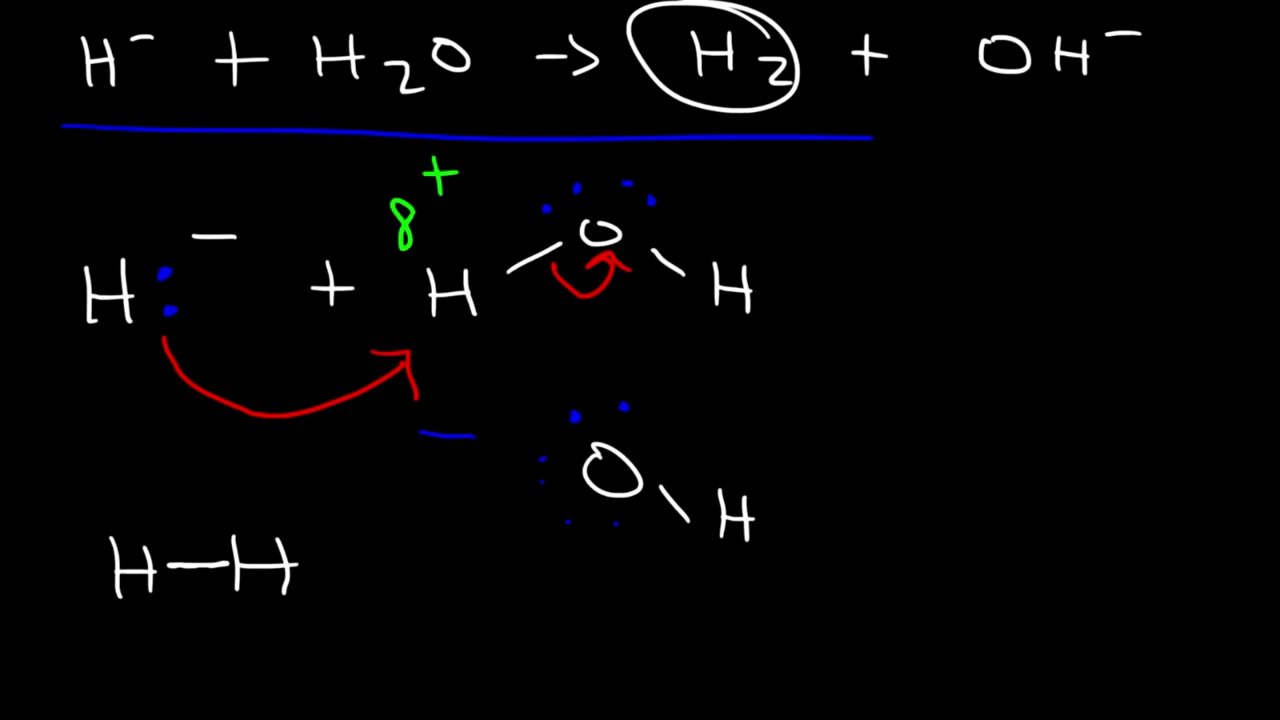 H⁻ + H₂O → H₂ + OH⁻
δ+
H:⁻ + H–O–H
⁻ O–H
H–H